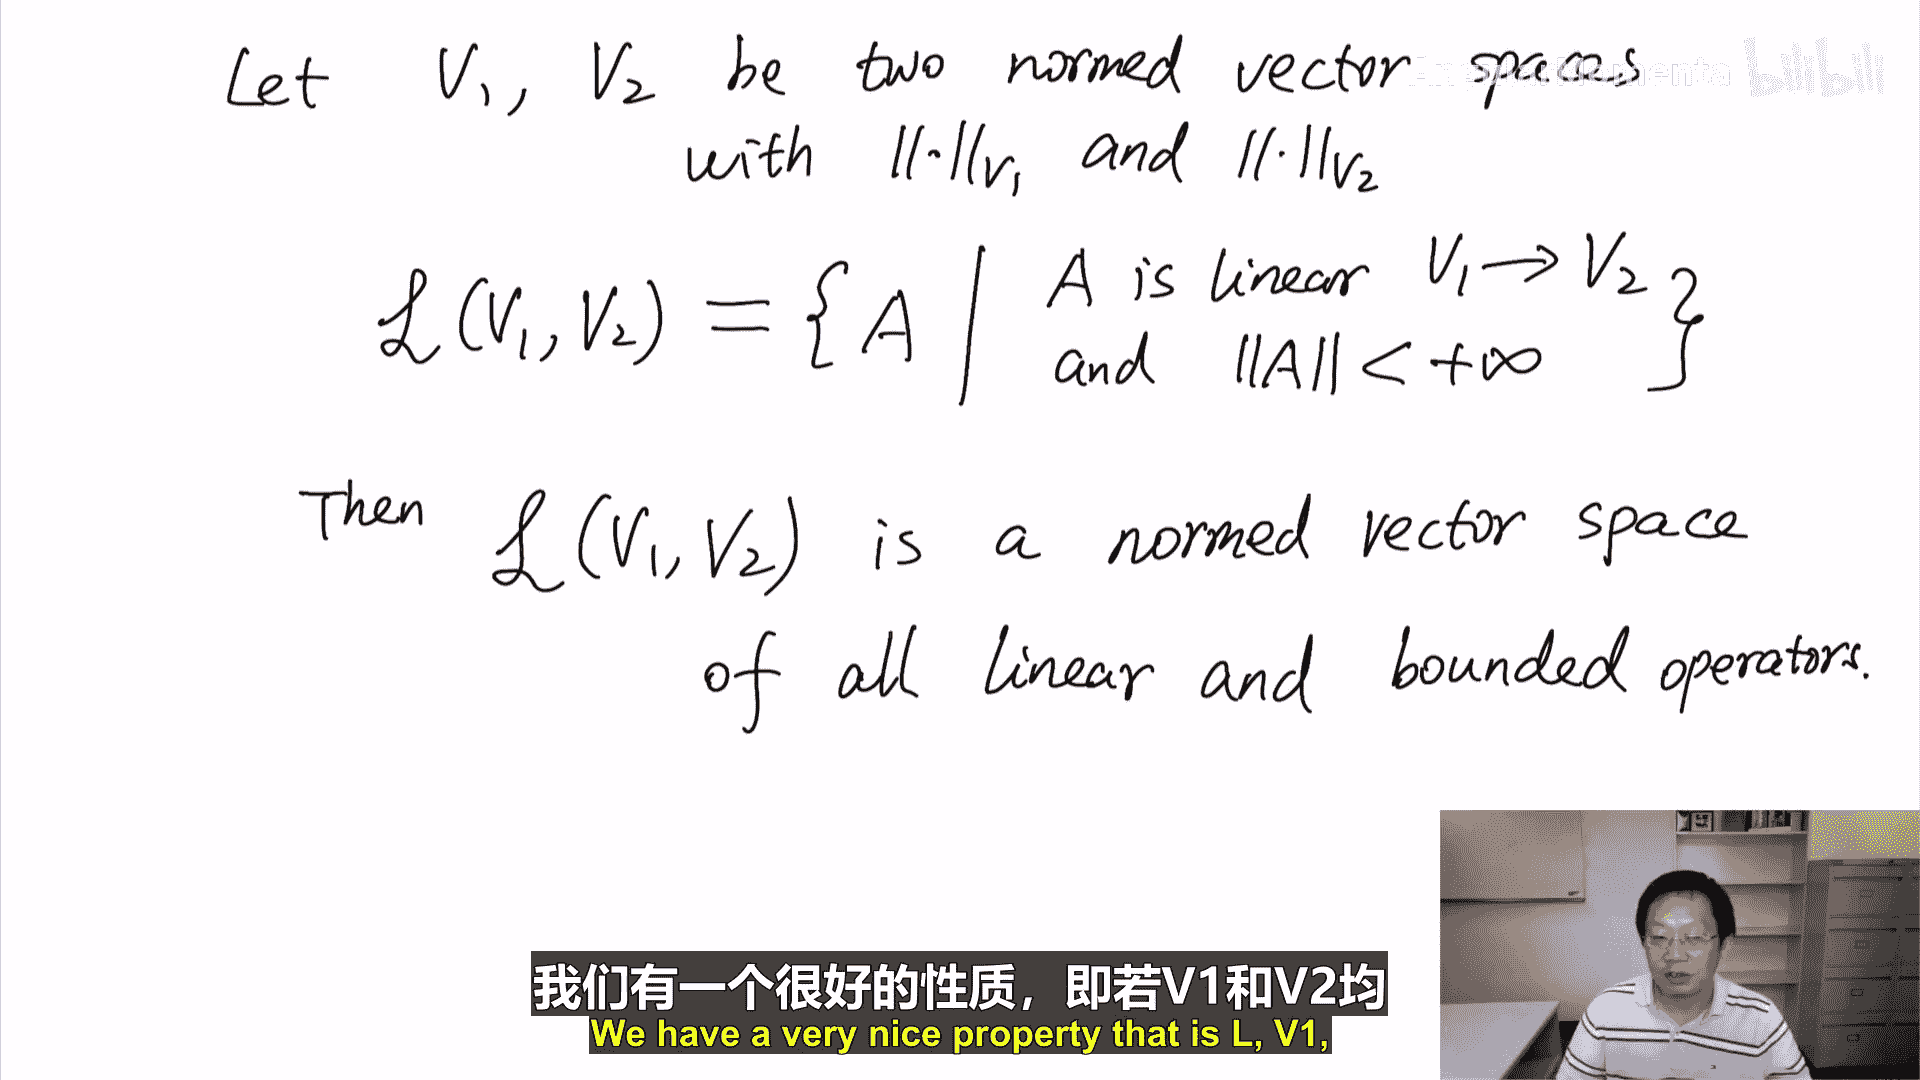 Let V₁, V₂ be two normed vector spaces
with ||·||_V₁ and ||·||_V₂
bilibili
ℒ(V₁, V₂) = { A | A is linear V₁ → V₂
and ||A|| < +∞ }
Then ℒ(V₁, V₂) is a normed vector space
of all linear and bounded operators.
我们有一个很好的性质，即若V1和V2均
We have a very nice property that is L, V1,